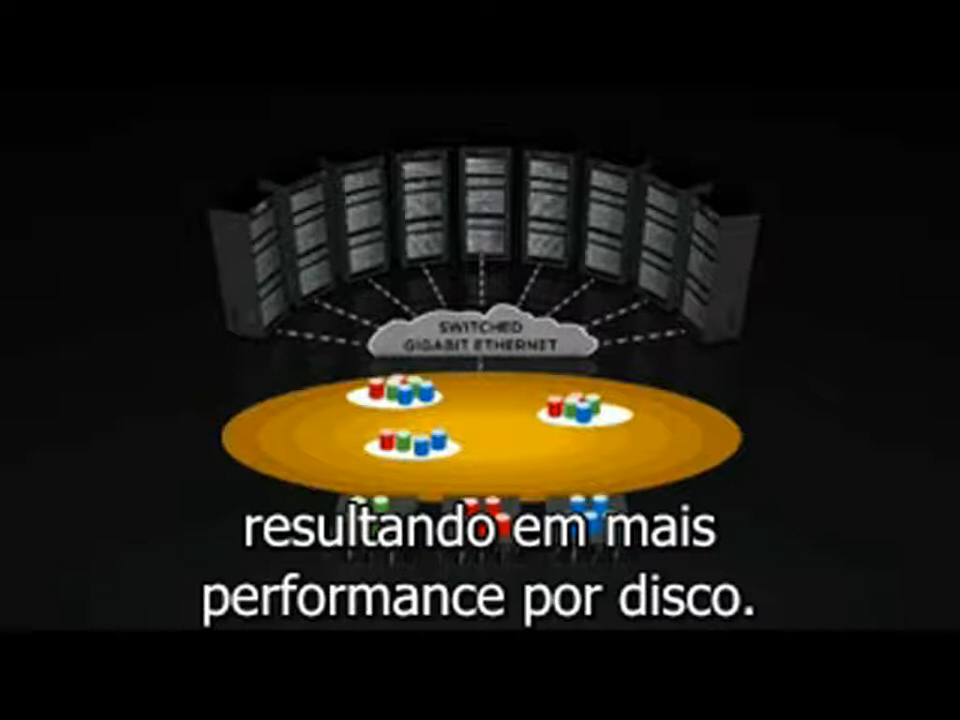 SWITCHED
GIGABIT ETHERNET
resultando em mais
performance por disco.